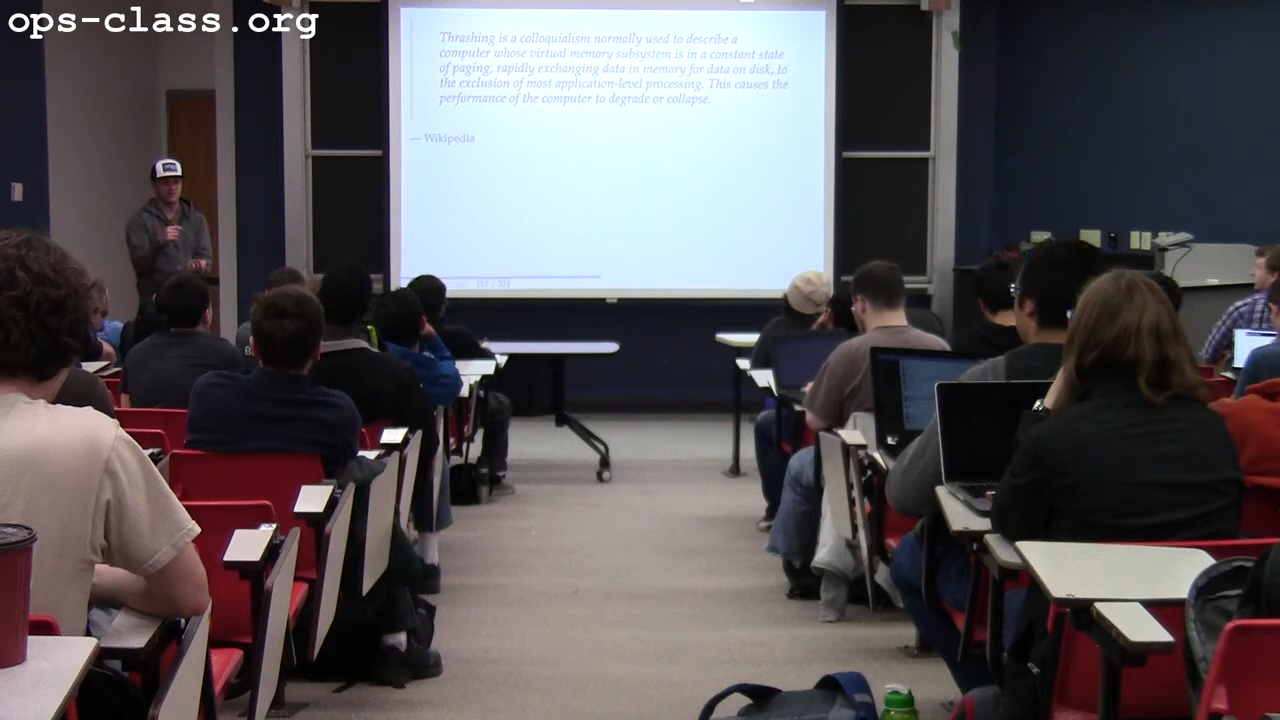 ops-class.org
Thrashing is a colloquialism normally used to describe a
computer whose virtual memory subsystem is in a constant state
of paging, rapidly exchanging data in memory for data on disk, to
the exclusion of most application-level processing. This causes the
performance of the computer to degrade or collapse.
— Wikipedia